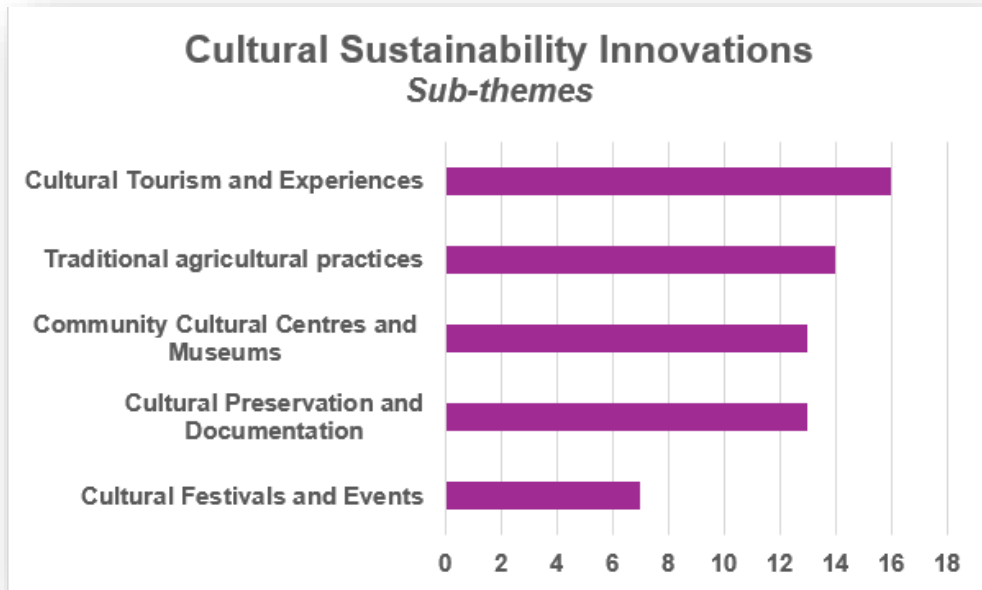 Cultural Sustainability Innovations
Sub-themes
Cultural Tourism and Experiences
Traditional agricultural practices
Community Cultural Centres and
Museums
Cultural Preservation and
Documentation
Cultural Festivals and Events
0 2 4 6 8 10 12 14 16 18